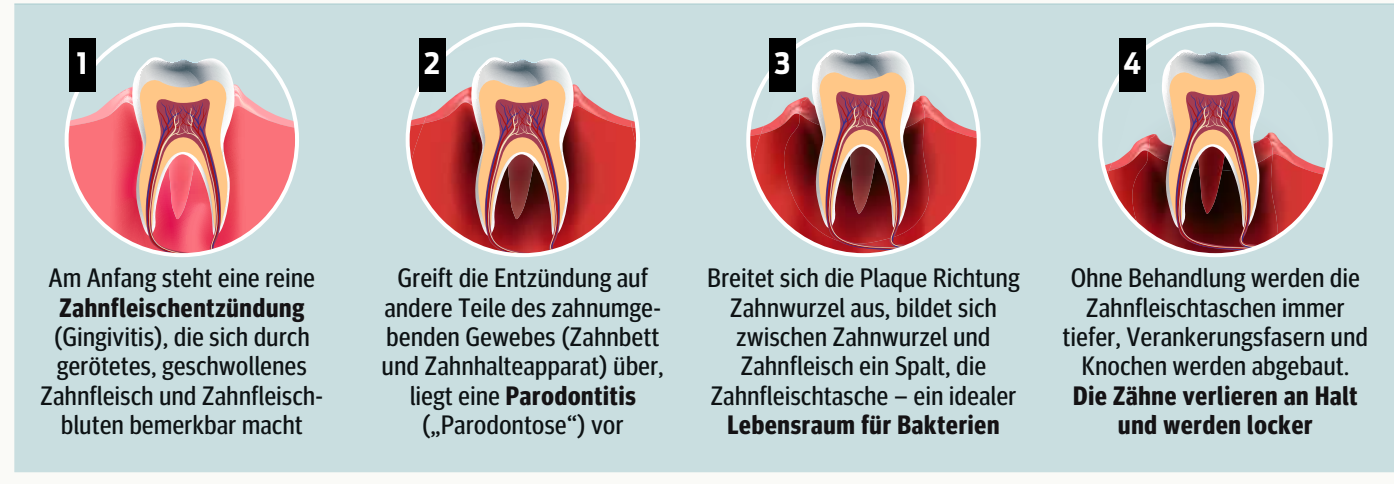 1
Am Anfang steht eine reine
Zahnfleischentzündung
(Gingivitis), die sich durch
gerötetes, geschwollenes
Zahnfleisch und Zahnfleisch-
bluten bemerkbar macht
2
Greift die Entzündung auf
andere Teile des zahnumge-
benden Gewebes (Zahnbett
und Zahnhalteapparat) über,
liegt eine Parodontitis
(„Parodontose“) vor
3
Breitet sich die Plaque Richtung
Zahnwurzel aus, bildet sich
zwischen Zahnwurzel und
Zahnfleisch ein Spalt, die
Zahnfleischtasche – ein idealer
Lebensraum für Bakterien
4
Ohne Behandlung werden die
Zahnfleischtaschen immer
tiefer, Verankerungsfasern und
Knochen werden abgebaut.
Die Zähne verlieren an Halt
und werden locker